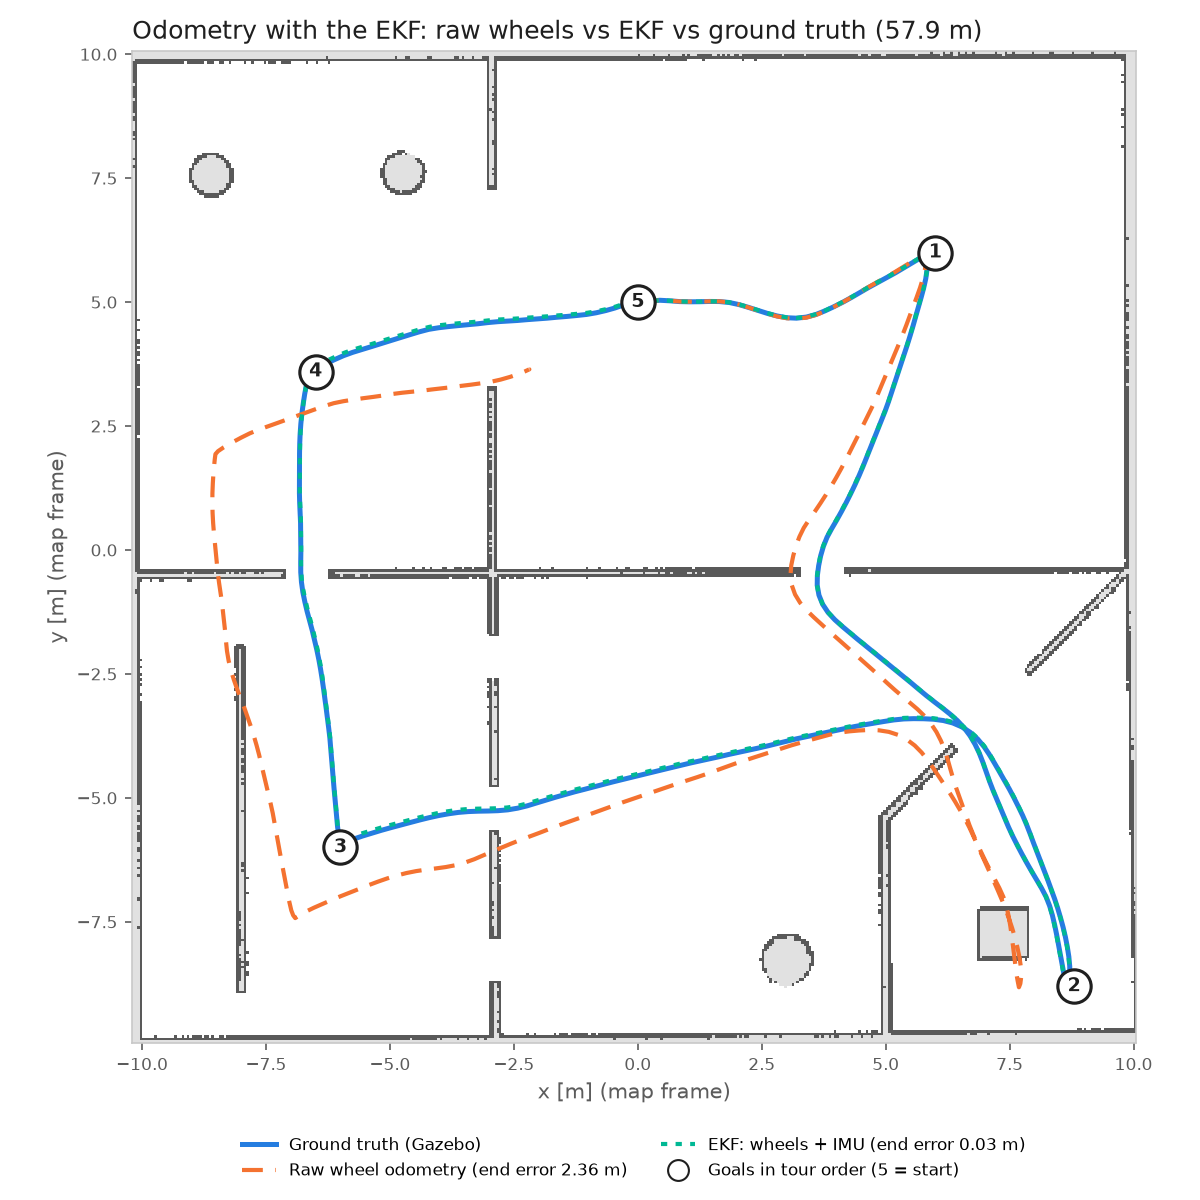 Odometry with the EKF: raw wheels vs EKF vs ground truth (57.9 m)
10.0
7.5
5.0
2.5
0.0
−2.5
−5.0
−7.5
y [m] (map frame)
1
5
4
3
2
−10.0 −7.5 −5.0 −2.5 0.0 2.5 5.0 7.5 10.0
x [m] (map frame)
Ground truth (Gazebo)
Raw wheel odometry (end error 2.36 m)
EKF: wheels + IMU (end error 0.03 m)
Goals in tour order (5 = start)